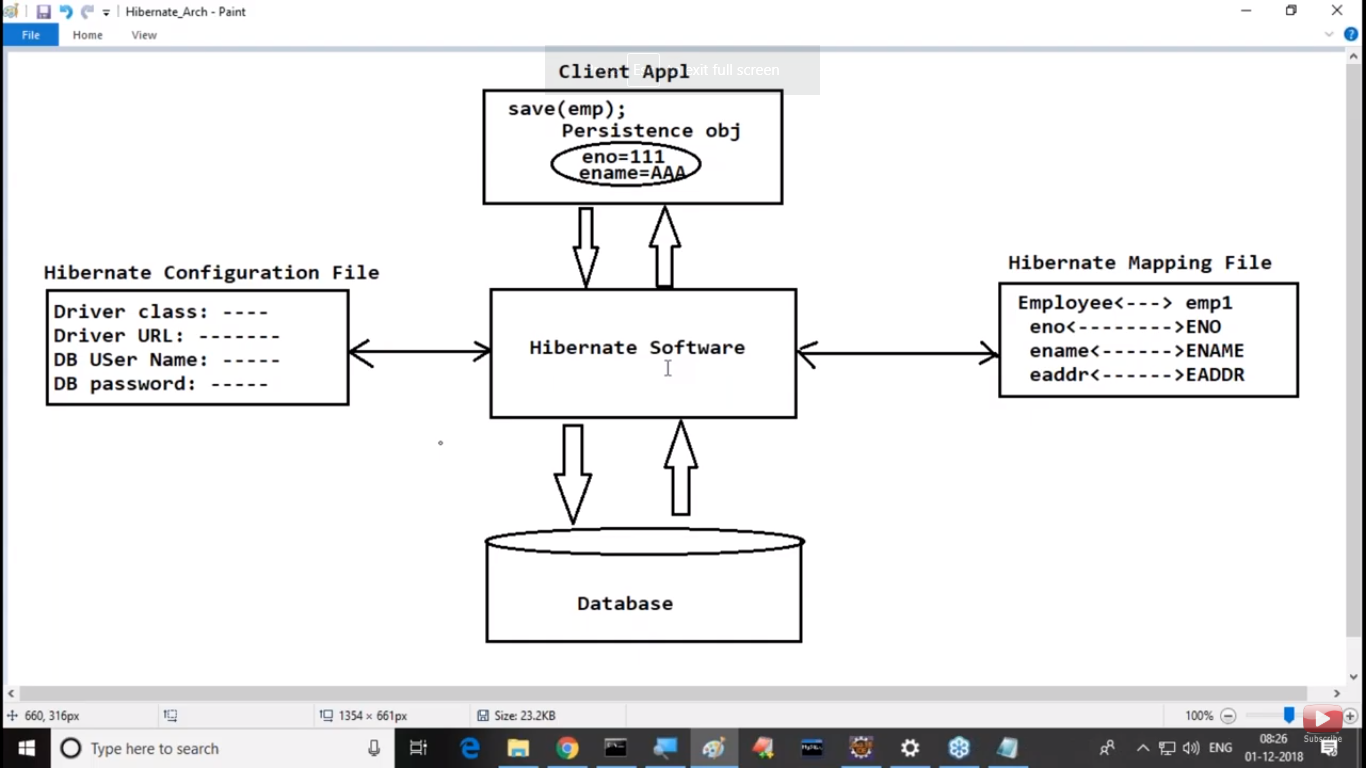 Hibernate_Arch - Paint
File Home View
exit full screen
Client Appl
save(emp);
Persistence obj
eno=111
ename=AAA
Hibernate Configuration File
Driver class: ----
Driver URL: -------
DB USer Name: -----
DB password: -----
Hibernate Software
Hibernate Mapping File
Employee<---> emp1
eno<-------->ENO
ename<------>ENAME
eaddr<------>EADDR
Database
660, 316px
1354 × 661px
Size: 23.2KB
100%
Subscribe
Type here to search
ENG
08:26
01-12-2018